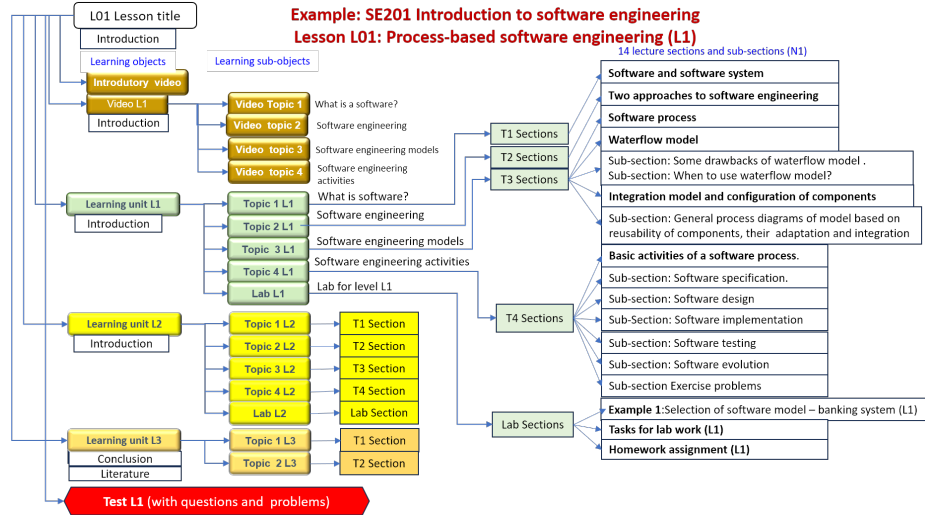 Example: SE201 Introduction to software engineering
Lesson L01: Process-based software engineering (L1)
14 lecture sections and sub-sections (N1)
L01 Lesson title
Introduction
Learning objects
Learning sub-objects
Introdutory video
Video L1
Introduction
Video Topic 1
What is a software?
Video topic 2
Software engineering
Video topic 3
Software engineering models
Video topic 4
Software engineering
activities
Learning unit L1
Introduction
Topic 1 L1
What is software?
Topic 2 L1
Software engineering
Topic 3 L1
Software engineering models
Topic 4 L1
Software engineering activities
Lab L1
Lab for level L1
Learning unit L2
Introduction
Topic 1 L2
T1 Section
Topic 2 L2
T2 Section
Topic 3 L2
T3 Section
Topic 4 L2
T4 Section
Lab L2
Lab Section
Learning unit L3
Conclusion
Literature
Topic 1 L3
T1 Section
Topic 2 L3
T2 Section
Test L1 (with questions and problems)
T1 Sections
T2 Sections
T3 Sections
Software and software system
Two approaches to software engineering
Software process
Waterflow model
Sub-section: Some drawbacks of waterflow model .
Sub-section: When to use waterflow model?
Integration model and configuration of components
Sub-section: General process diagrams of model based on
reusability of components, their adaptation and integration
T4 Sections
Basic activities of a software process.
Sub-section: Software specification.
Sub-section: Software design
Sub-Section: Software implementation
Sub-section: Software testing
Sub-section: Software evolution
Sub-section Exercise problems
Lab Sections
Example 1:Selection of software model – banking system (L1)
Tasks for lab work (L1)
Homework assignment (L1)